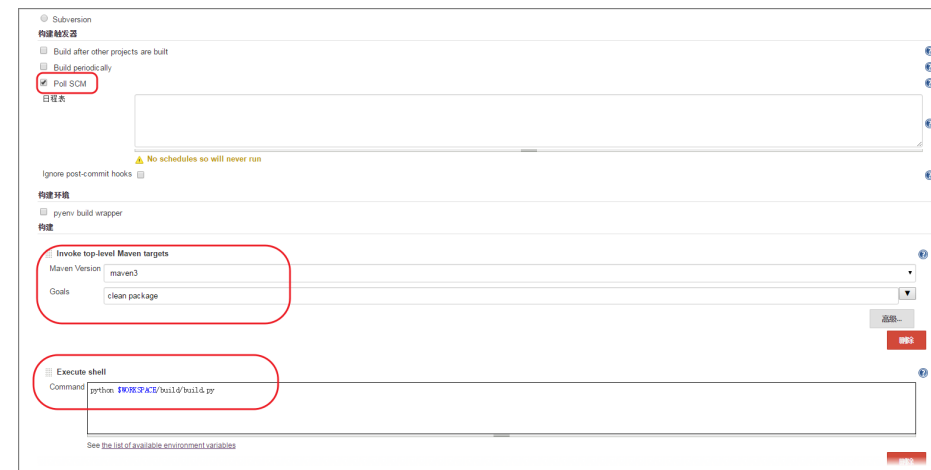 Subversion
构建触发器
Build after other projects are built
Build periodically
Poll SCM
日程表
No schedules so will never run
Ignore post-commit hooks
构建环境
pyenv build wrapper
构建
Invoke top-level Maven targets
Maven Version maven3
Goals clean package
高级...
删除
Execute shell
Command python $WORKSPACE/build/build.py
See the list of available environment variables
删除